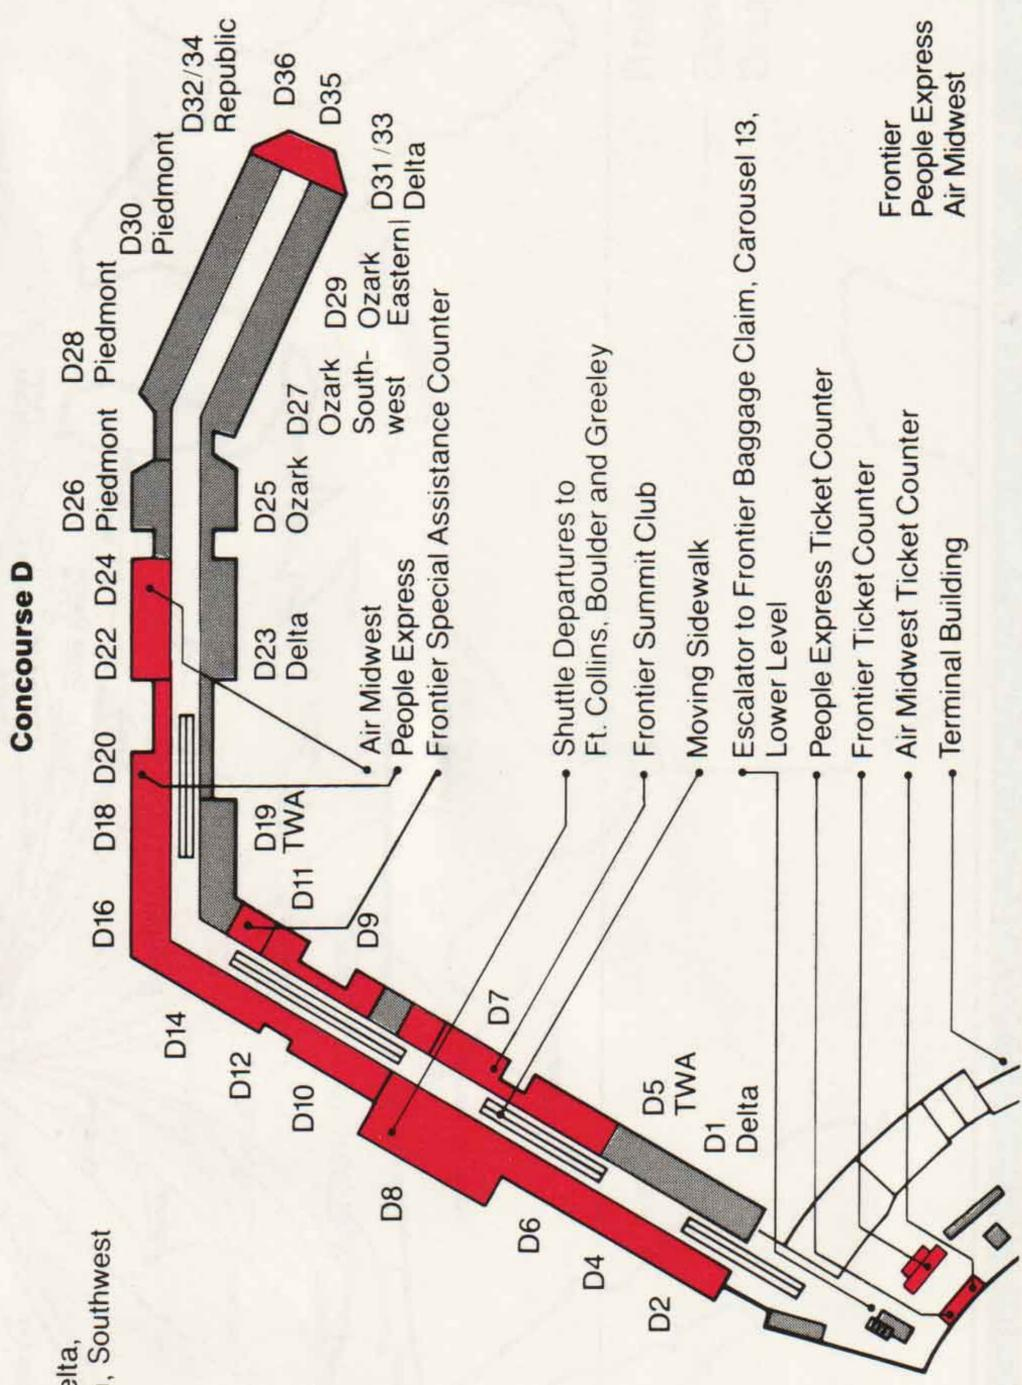 Concourse D
D32/34
Republic
D36
D35
D31/33
Delta
D30
Piedmont
D28
Piedmont
D26
Piedmont
D24
D22
D20
D18
D16
D14
D12
D10
D8
D6
D4
D2
D29
Ozark
Eastern
D27
Ozark
South-
west
D25
Ozark
D23
Delta
D19
TWA
D11
D9
D7
D5
TWA
D1
Delta
Air Midwest
People Express
Frontier Special Assistance Counter
Shuttle Departures to
Ft. Collins, Boulder and Greeley
Frontier Summit Club
Moving Sidewalk
Escalator to Frontier Baggage Claim, Carousel 13,
Lower Level
People Express Ticket Counter
Frontier Ticket Counter
Air Midwest Ticket Counter
Terminal Building
Frontier
People Express
Air Midwest
Southwest